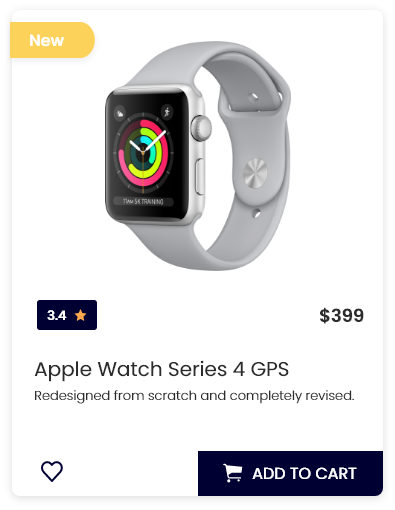 New
11am 5K TRAINING
3.4
$399
Apple Watch Series 4 GPS
Redesigned from scratch and completely revised.
ADD TO CART